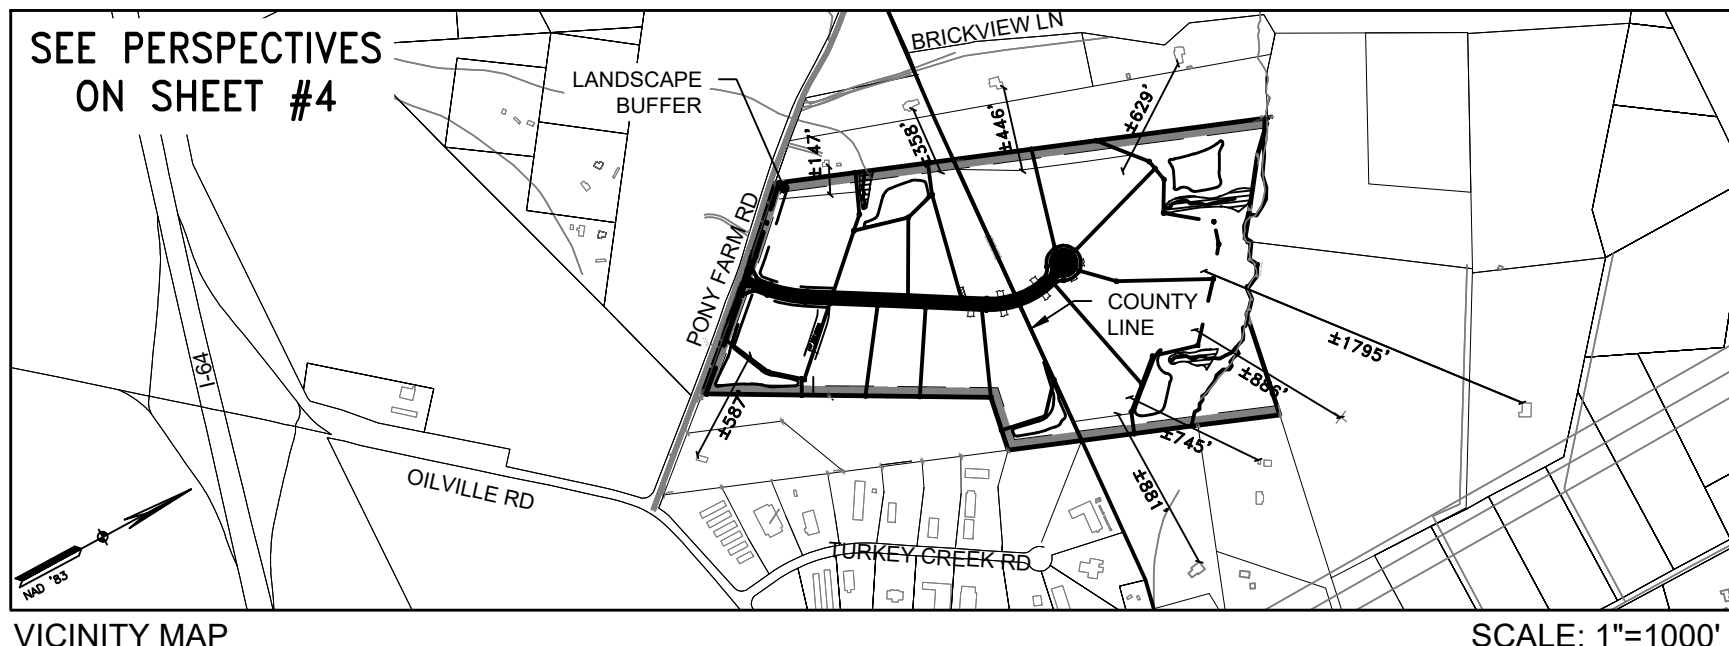 SEE PERSPECTIVES
ON SHEET #4
BRICKVIEW LN
LANDSCAPE
BUFFER
±147'
±358'
±446'
±629'
PONY FARM RD
COUNTY
LINE
±1795'
±886'
I-64
±587'
±745'
±881'
OILVILLE RD
TURKEY CREEK RD
NAD '83
VICINITY MAP
SCALE: 1"=1000'